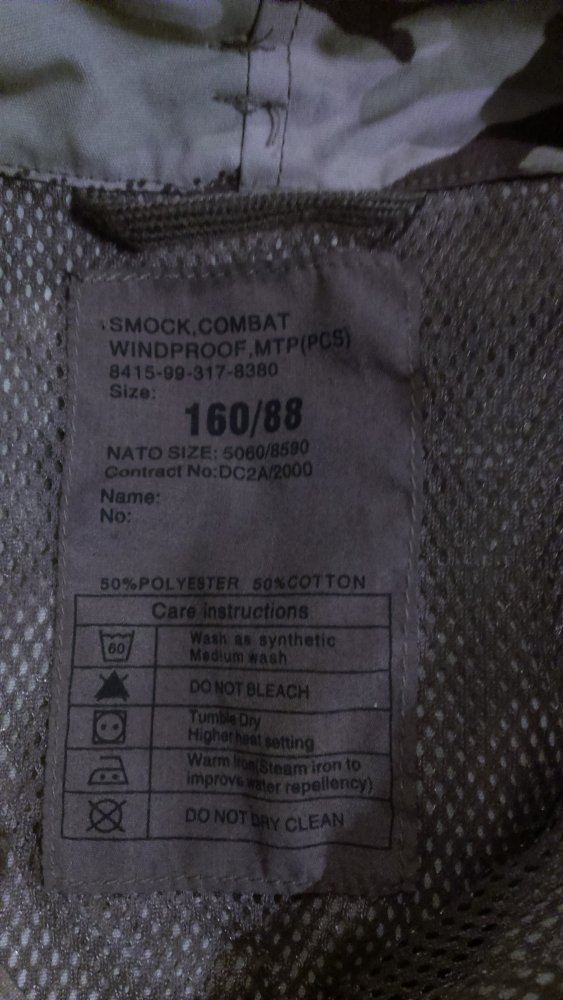 SMOCK,COMBAT
WINDPROOF,MTP(PCS)
8415-99-317-8380
Size:
160/88
NATO SIZE: 5060/8590
Contract No:DC2A/2000
Name:
No:
50%POLYESTER 50%COTTON
Care instructions
60
Wash as synthetic
Medium wash
DO NOT BLEACH
Tumble Dry
Higher heat setting
Warm Iron(Steam iron to
improve water repellency)
DO NOT DRY CLEAN